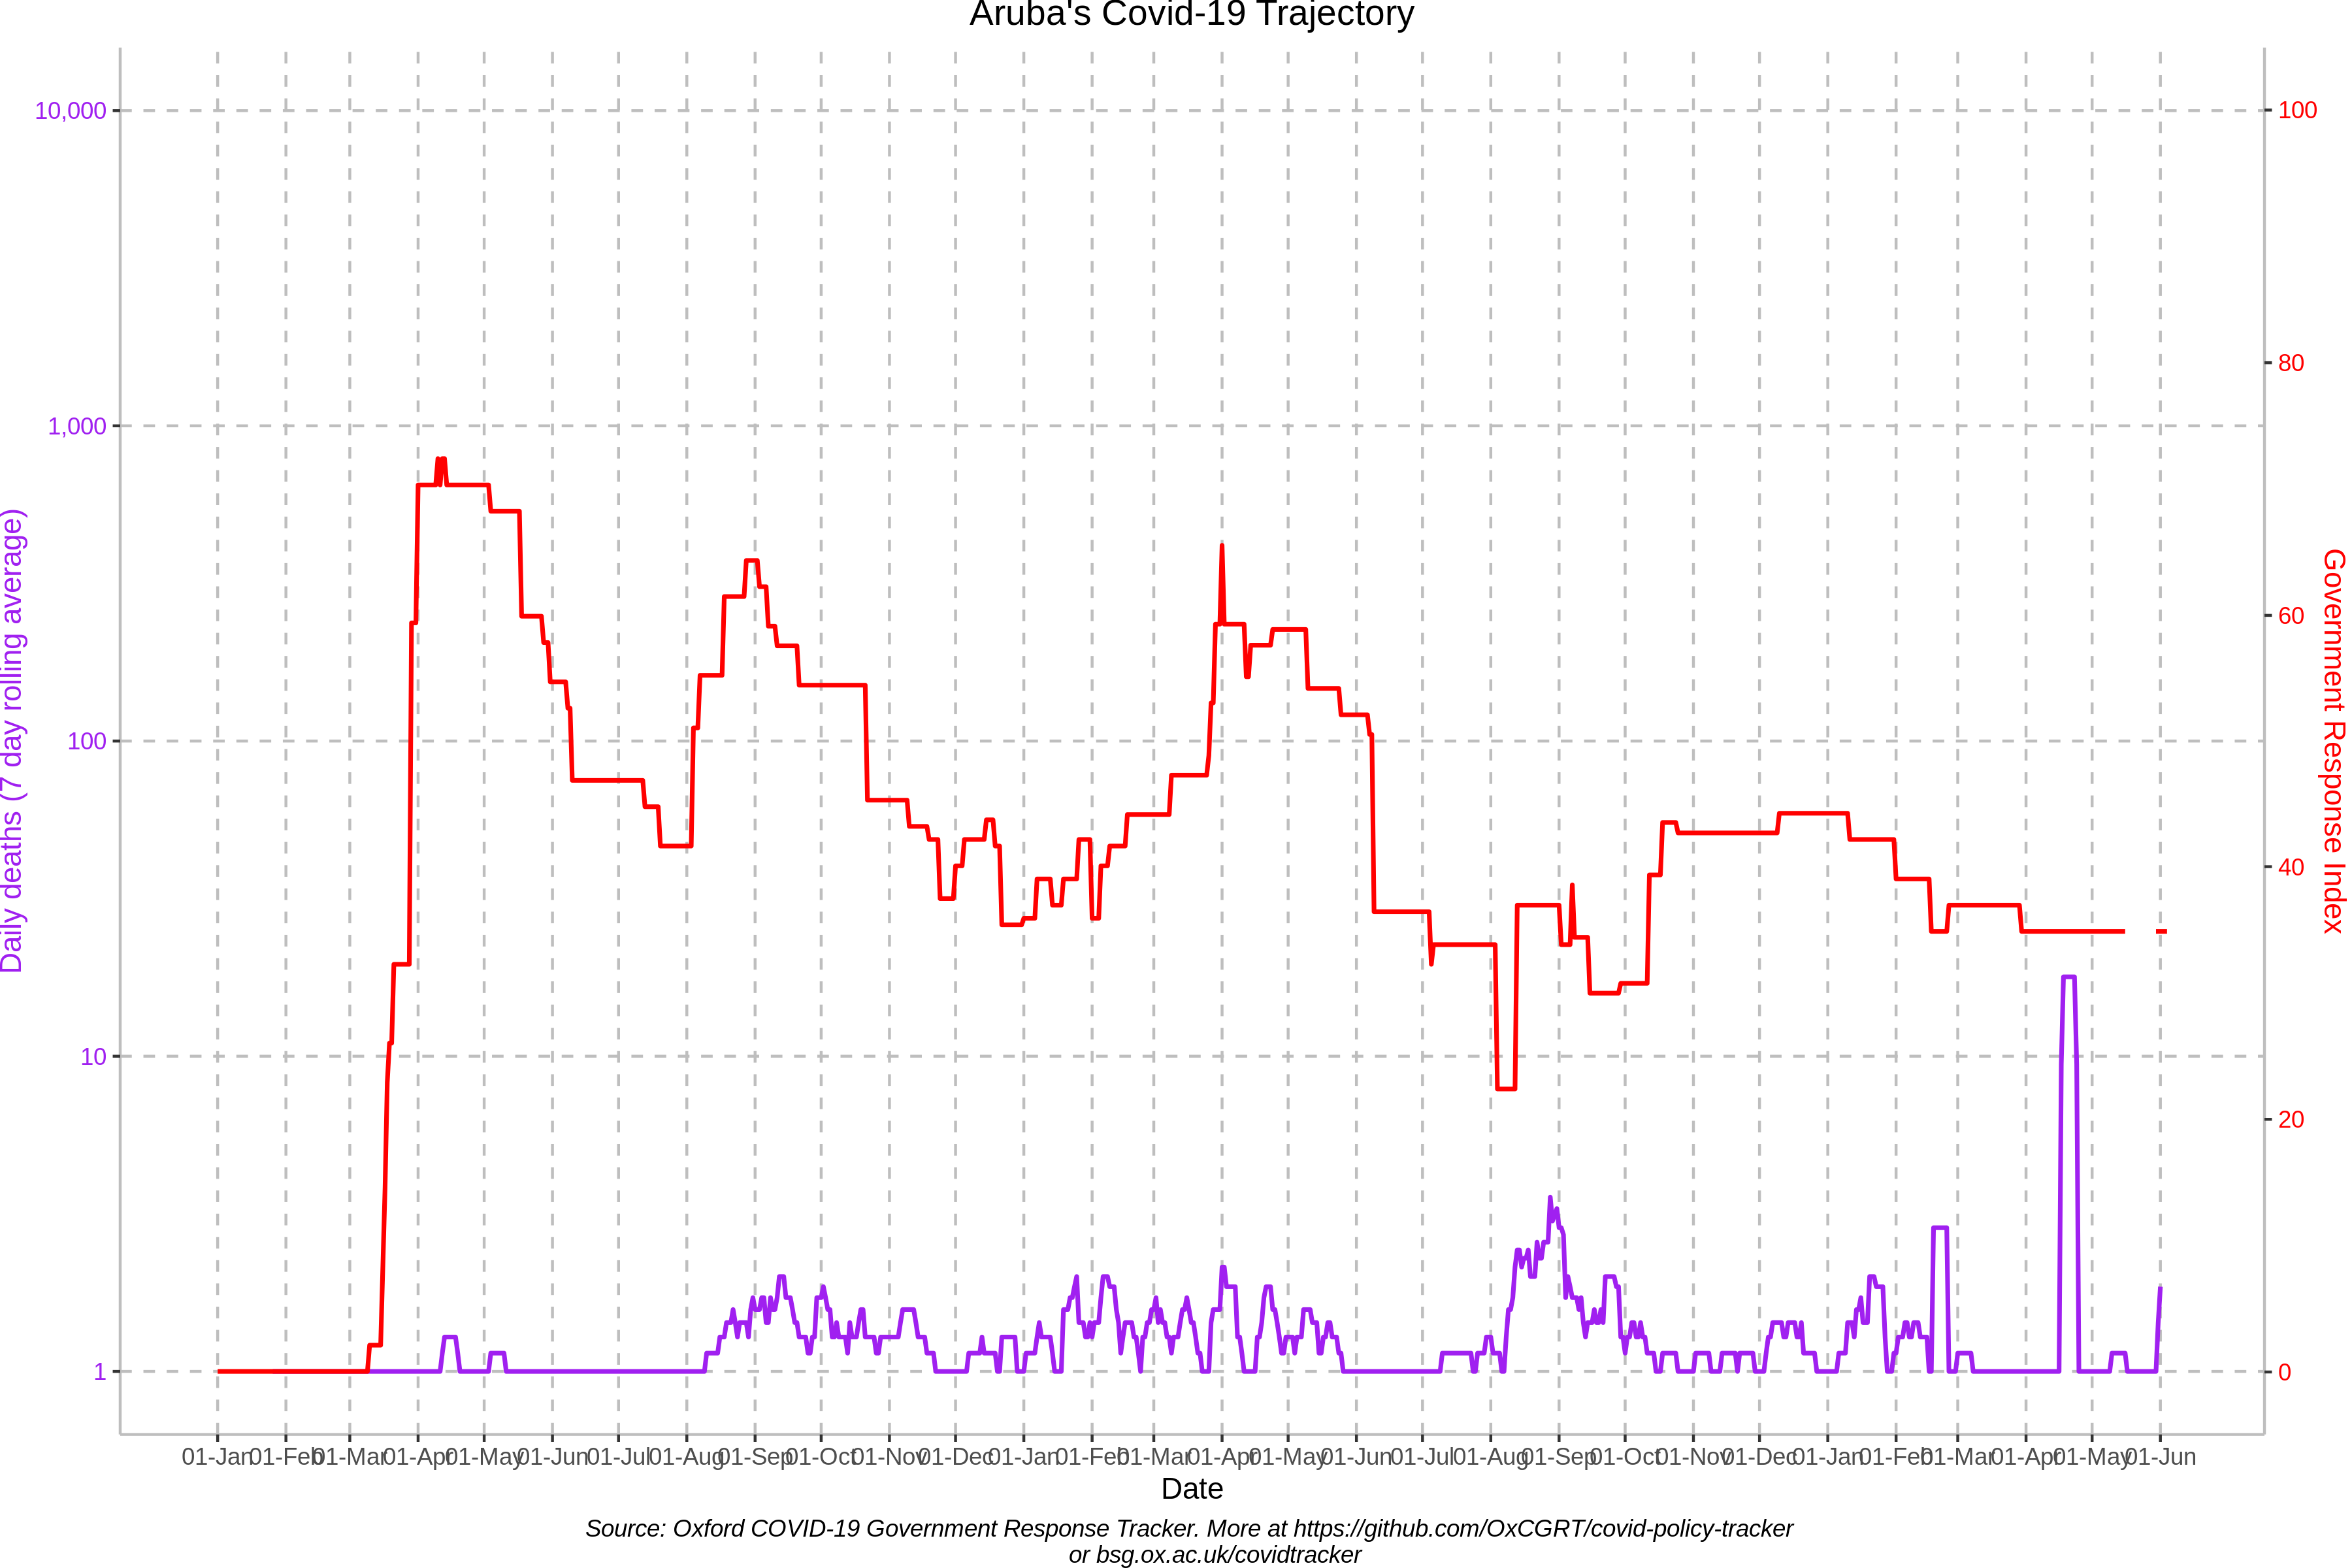 Aruba's Covid-19 Trajectory
10,000
1,000
100
10
1
Daily deaths (7 day rolling average)
100
80
60
40
20
0
Government Response Index
01-Jan 01-Feb 01-Mar 01-Apr 01-May 01-Jun 01-Jul 01-Aug 01-Sep 01-Oct 01-Nov 01-Dec 01-Jan 01-Feb 01-Mar 01-Apr 01-May 01-Jun 01-Jul 01-Aug 01-Sep 01-Oct 01-Nov 01-Dec 01-Jan 01-Feb 01-Mar 01-Apr 01-May 01-Jun
Date
Source: Oxford COVID-19 Government Response Tracker. More at https://github.com/OxCGRT/covid-policy-tracker
or bsg.ox.ac.uk/covidtracker